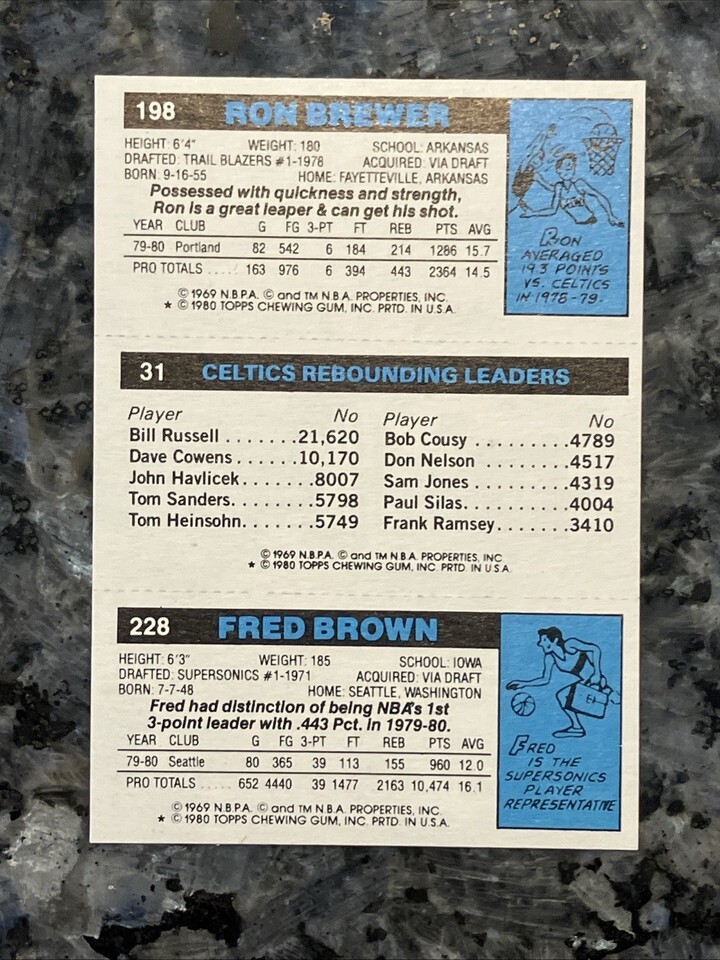 198 RON BREWER
HEIGHT: 6'4" WEIGHT: 180 SCHOOL: ARKANSAS
DRAFTED: TRAIL BLAZERS #1-1978 ACQUIRED: VIA DRAFT
BORN: 9-16-55 HOME: FAYETTEVILLE, ARKANSAS
Possessed with quickness and strength,
Ron is a great leaper & can get his shot.
YEAR CLUB G FG 3-PT FT REB PTS AVG
79-80 Portland 82 542 6 184 214 1286 15.7
PRO TOTALS ..... 163 976 6 394 443 2364 14.5
© 1969 N.B.P.A. © and TM N.B.A. PROPERTIES, INC.
★ © 1980 TOPPS CHEWING GUM, INC. PRTD. IN U.S.A.
RON
AVERAGED
19.3 POINTS
VS. CELTICS
IN 1978-79.
31 CELTICS REBOUNDING LEADERS
Player No
Bill Russell .......21,620
Dave Cowens .......10,170
John Havlicek.......8007
Tom Sanders........5798
Tom Heinsohn.......5749
Player No
Bob Cousy .........4789
Don Nelson ........4517
Sam Jones .........4319
Paul Silas..........4004
Frank Ramsey.......3410
© 1969 N.B.P.A. © and TM N.B.A. PROPERTIES, INC
★ © 1980 TOPPS CHEWING GUM, INC. PRTD. IN U.S.A.
228 FRED BROWN
HEIGHT: 6'3" WEIGHT: 185 SCHOOL: IOWA
DRAFTED: SUPERSONICS #1-1971 ACQUIRED: VIA DRAFT
BORN: 7-7-48 HOME: SEATTLE, WASHINGTON
Fred had distinction of being NBA's 1st
3-point leader with .443 Pct. in 1979-80.
YEAR CLUB G FG 3-PT FT REB PTS AVG
79-80 Seattle 80 365 39 113 155 960 12.0
PRO TOTALS ..... 652 4440 39 1477 2163 10,474 16.1
© 1969 N.B.P.A. © and TM N.B.A. PROPERTIES, INC.
★ © 1980 TOPPS CHEWING GUM, INC. PRTD. IN U.S.A.
FRED
IS THE
SUPERSONICS
PLAYER
REPRESENTATIVE